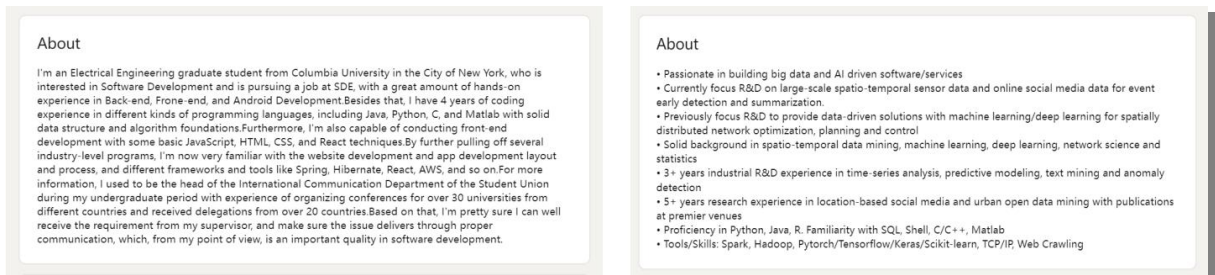 About
I'm an Electrical Engineering graduate student from Columbia University in the City of New York, who is
interested in Software Development and is pursuing a job at SDE, with a great amount of hands-on
experience in Back-end, Frone-end, and Android Development.Besides that, I have 4 years of coding
experience in different kinds of programming languages, including Java, Python, C, and Matlab with solid
data structure and algorithm foundations.Furthermore, I'm also capable of conducting front-end
development with some basic JavaScript, HTML, CSS, and React techniques.By further pulling off several
industry-level programs, I'm now very familiar with the website development and app development layout
and process, and different frameworks and tools like Spring, Hibernate, React, AWS, and so on.For more
information, I used to be the head of the International Communication Department of the Student Union
during my undergraduate period with experience of organizing conferences for over 30 universities from
different countries and received delegations from over 20 countries.Based on that, I'm pretty sure I can well
receive the requirement from my supervisor, and make sure the issue delivers through proper
communication, which, from my point of view, is an important quality in software development.
About
• Passionate in building big data and AI driven software/services
• Currently focus R&D on large-scale spatio-temporal sensor data and online social media data for event
early detection and summarization.
• Previously focus R&D to provide data-driven solutions with machine learning/deep learning for spatially
distributed network optimization, planning and control
• Solid background in spatio-temporal data mining, machine learning, deep learning, network science and
statistics
• 3+ years industrial R&D experience in time-series analysis, predictive modeling, text mining and anomaly
detection
• 5+ years research experience in location-based social media and urban open data mining with publications
at premier venues
• Proficiency in Python, Java, R. Familiarity with SQL, Shell, C/C++, Matlab
• Tools/Skills: Spark, Hadoop, Pytorch/Tensorflow/Keras/Scikit-learn, TCP/IP, Web Crawling